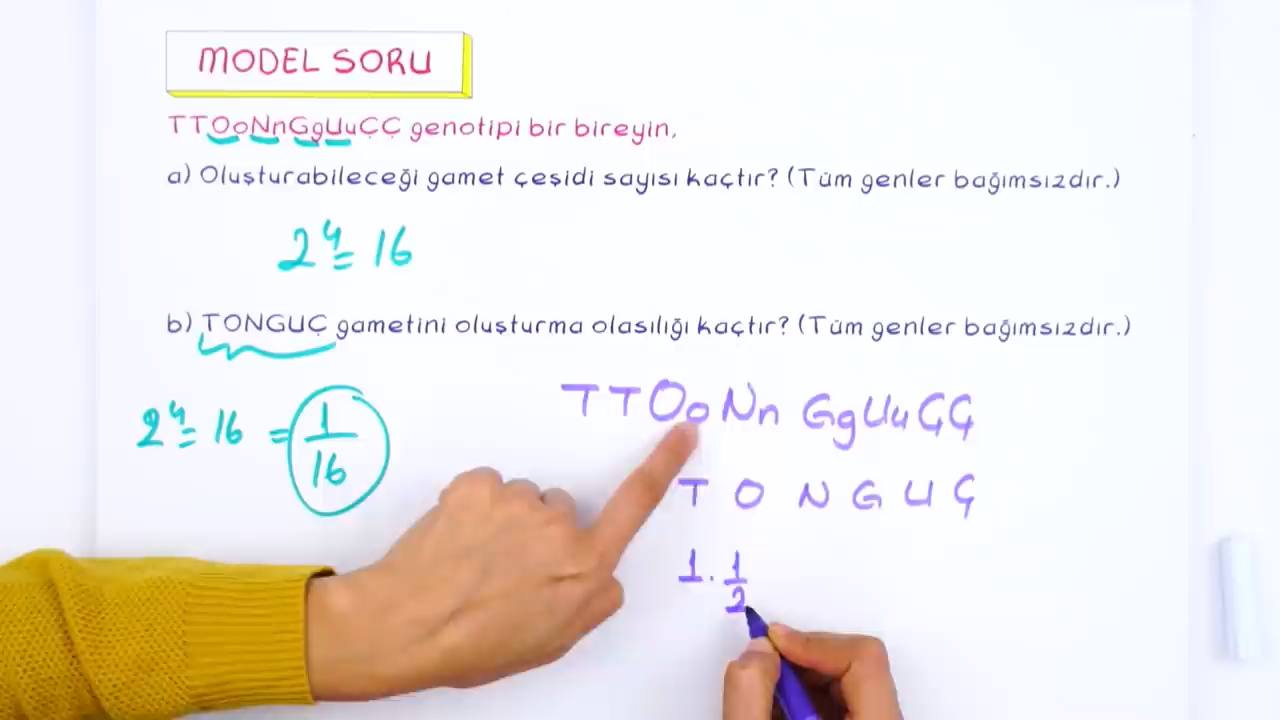 MODEL SORU
TTOoNnGgUuÇÇ genotipi bir bireyin,
a) Oluşturabileceği gamet çeşidi sayısı kaçtır? (Tüm genler bağımsızdır.)
2⁴ = 16
b) TONGUÇ gametini oluşturma olasılığı kaçtır? (Tüm genler bağımsızdır.)
2⁴ = 16 = 1/16
TTOoNn GgUuÇÇ
T O N G U Ç
1 . 1/2